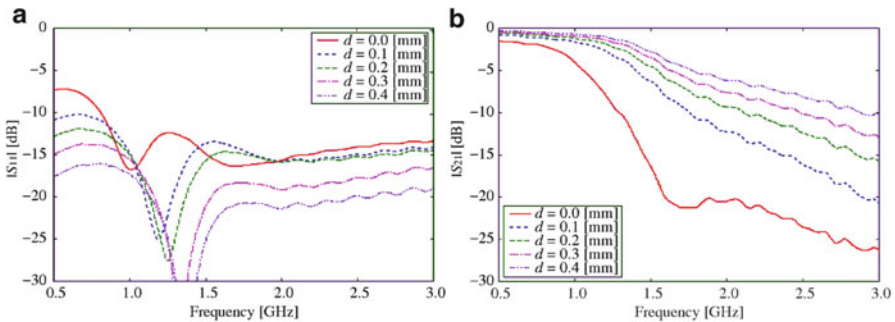 a
|S₁₁| [dB]
0
−5
−10
−15
−20
−25
−30
d = 0.0 [mm]
d = 0.1 [mm]
d = 0.2 [mm]
d = 0.3 [mm]
d = 0.4 [mm]
0.5 1.0 1.5 2.0 2.5 3.0
Frequency [GHz]
b
|S₂₁| [dB]
0
−5
−10
−15
−20
−25
−30
d = 0.0 [mm]
d = 0.1 [mm]
d = 0.2 [mm]
d = 0.3 [mm]
d = 0.4 [mm]
0.5 1.0 1.5 2.0 2.5 3.0
Frequency [GHz]